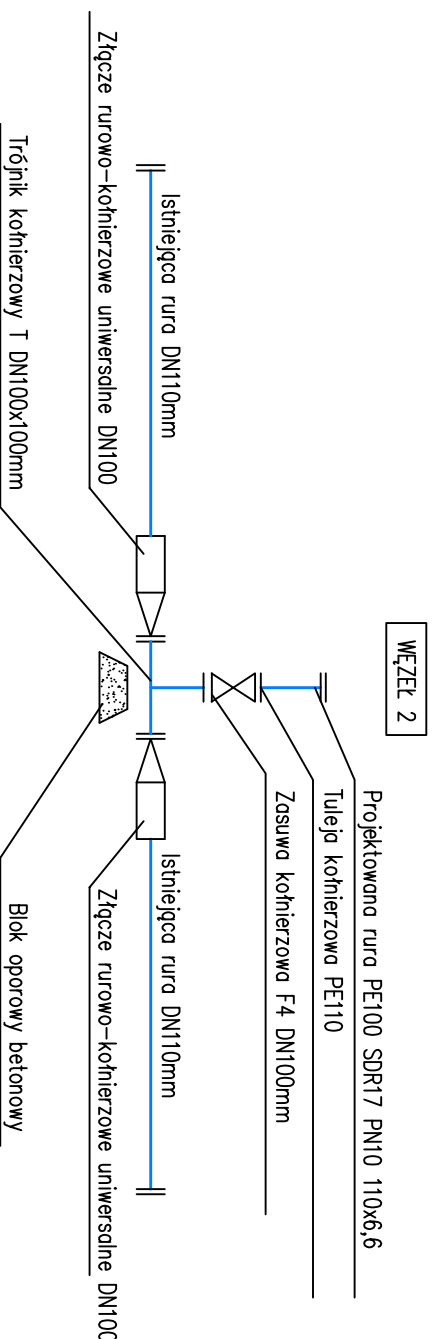 WĘZEŁ 2
Projektowana rura PE100 SDR17 PN10 110x6,6
Tuleja kołnierzowa PE110
Zasuwa kołnierzowa F4 DN100mm
Istniejąca rura DN110mm
Istniejąca rura DN110mm
Złącze rurowo-kołnierzowe uniwersalne DN100
Złącze rurowo-kołnierzowe uniwersalne DN100
Trójnik kołnierzowy T DN100x100mm
Blok oporowy betonowy